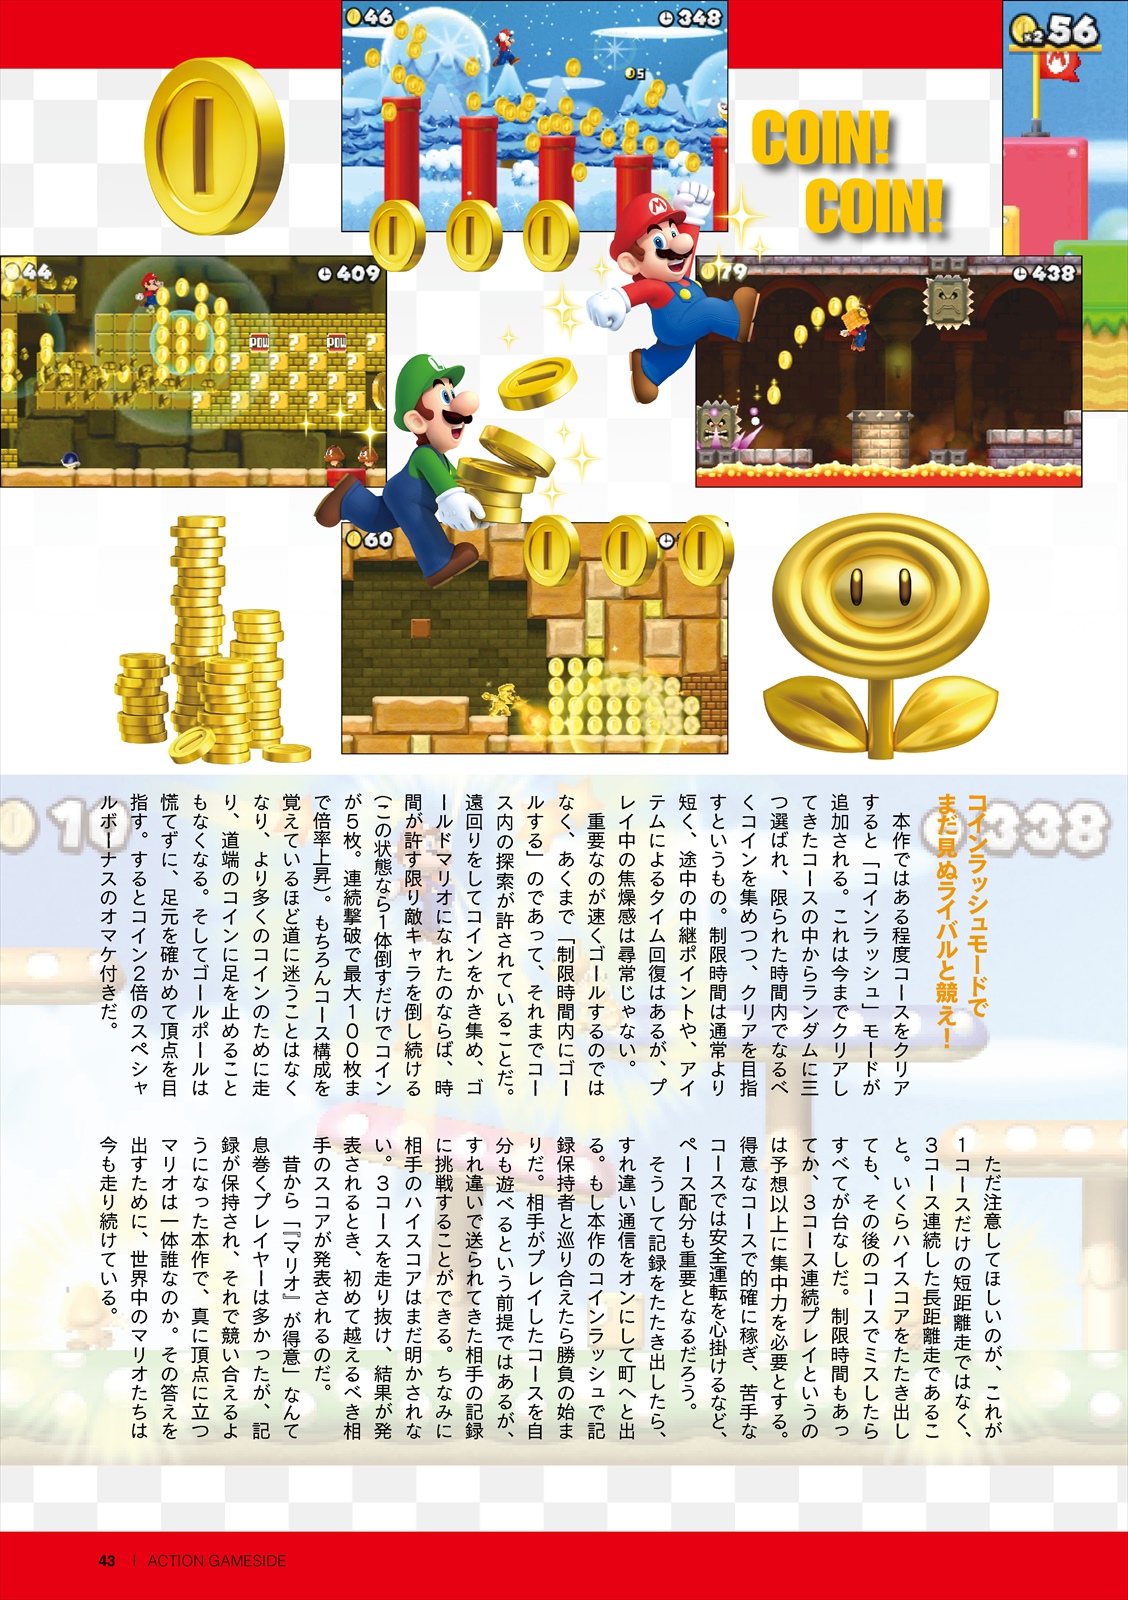 46
348
×2 56
COIN!
COIN!
44
409
79
438
POW
POW
60
10
338
コインラッシュモードで
まだ見ぬライバルと競え!
本作ではある程度コースをクリア
すると「コインラッシュ」モードが
追加される。これは今までクリアし
てきたコースの中からランダムに三
つ選ばれ、限られた時間内でなるべ
くコインを集めつつ、クリアを目指
すというもの。制限時間は通常より
短く、途中の中継ポイントや、アイ
テムによるタイム回復はあるが、プ
レイ中の焦燥感は尋常じゃない。
重要なのが速くゴールするのでは
なく、あくまで「制限時間内にゴー
ルする」のであって、それまでコー
ス内の探索が許されていることだ。
遠回りをしてコインをかき集め、ゴ
ールドマリオになれたのならば、時
間が許す限り敵キャラを倒し続ける
(この状態なら1体倒すだけでコイン
が5枚。連続撃破で最大100枚ま
で倍率上昇)。もちろんコース構成を
覚えているほど道に迷うことはなく
なり、より多くのコインのために走
り、道端のコインに足を止めること
もなくなる。そしてゴールポールは
慌てずに、足元を確かめて頂点を目
指す。するとコイン2倍のスペシャ
ルボーナスのオマケ付きだ。
ただ注意してほしいのが、これが
1コースだけの短距離走ではなく、
3コース連続した長距離走であるこ
と。いくらハイスコアをたたき出し
ても、その後のコースでミスしたら
すべてが台なしだ。制限時間もあっ
てか、3コース連続プレイというの
は予想以上に集中力を必要とする。
得意なコースで的確に稼ぎ、苦手な
コースでは安全運転を心掛けるなど、
ペース配分も重要となるだろう。
そうして記録をたたき出したら、
すれ違い通信をオンにして町へと出
る。もし本作のコインラッシュで記
録保持者と巡り合えたら勝負の始ま
りだ。相手がプレイしたコースを自
分も遊べるという前提ではあるが、
すれ違いで送られてきた相手の記録
に挑戦することができる。ちなみに
相手のハイスコアはまだ明かされな
い。3コースを走り抜け、結果が発
表されるとき、初めて越えるべき相
手のスコアが発表されるのだ。
昔から「『マリオ』が得意」なんて
息巻くプレイヤーは多かったが、記
録が保持され、それで競い合えるよ
うになった本作で、真に頂点に立つ
マリオは一体誰なのか。その答えを
出すために、世界中のマリオたちは
今も走り続けている。
43 | ACTION GAMESIDE